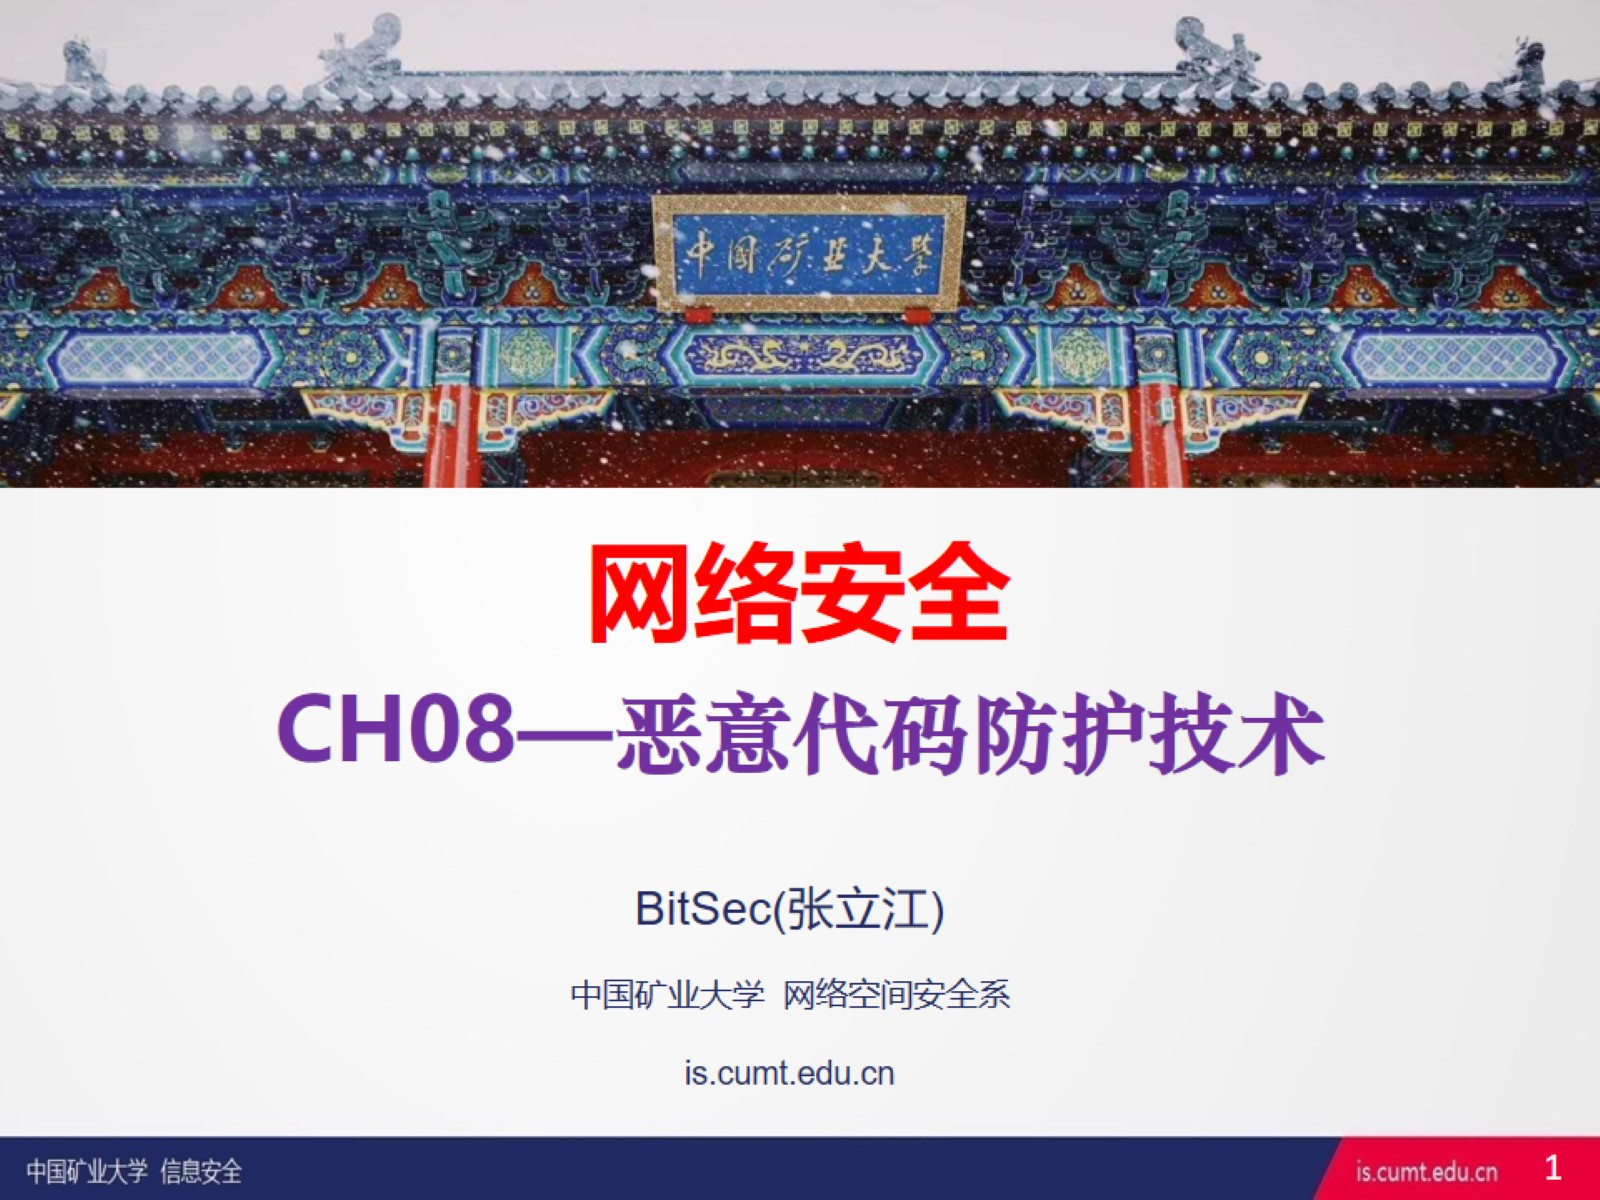 中国矿业大學
网络安全
CH08—恶意代码防护技术
BitSec(张立江)
中国矿业大学 网络空间安全系
is.cumt.edu.cn
中国矿业大学 信息安全
is.cumt.edu.cn
1